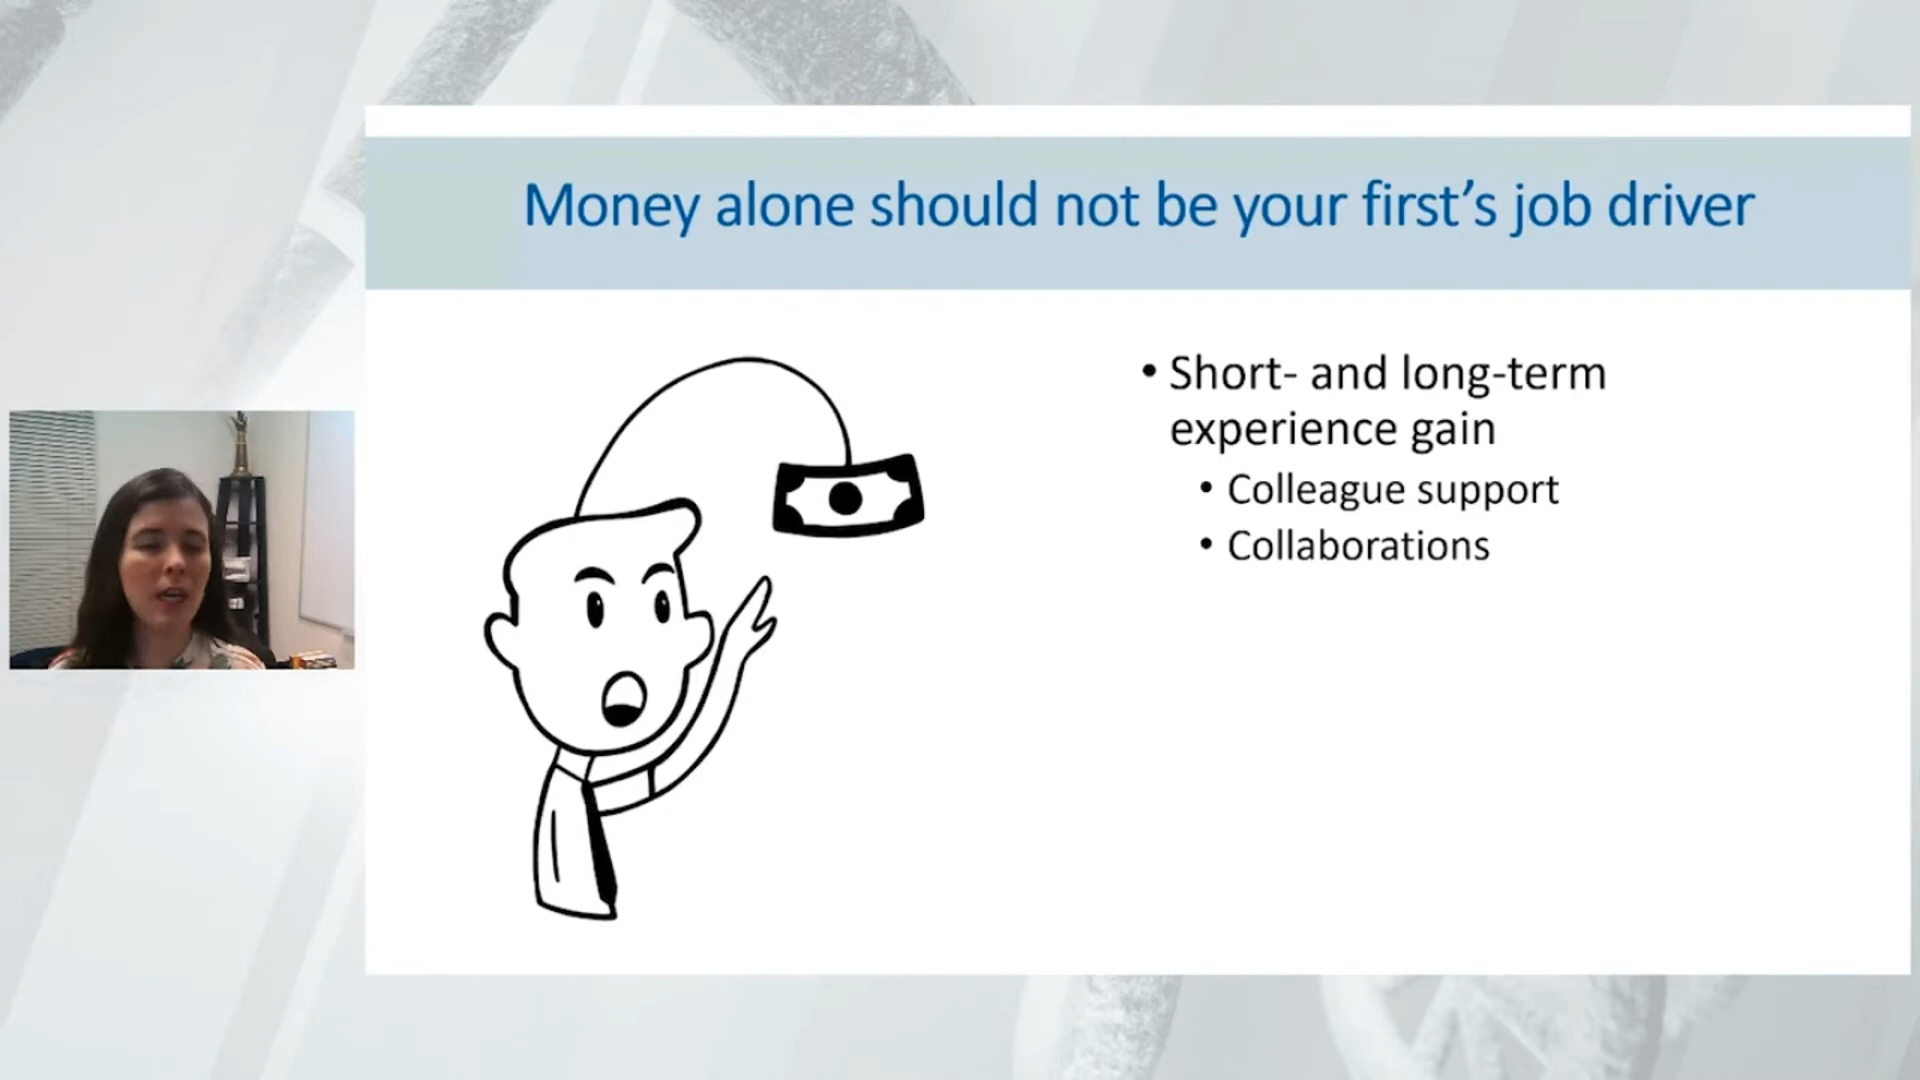 Money alone should not be your first’s job driver
• Short- and long-term
experience gain
• Colleague support
• Collaborations